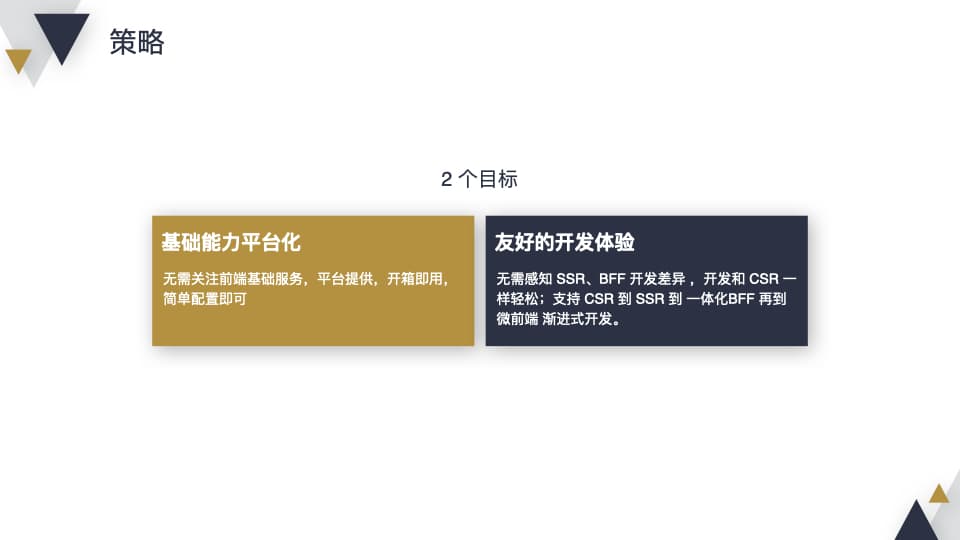 策略
2 个目标
基础能力平台化
无需关注前端基础服务，平台提供，开箱即用，
简单配置即可
友好的开发体验
无需感知 SSR、BFF 开发差异 ，开发和 CSR 一
样轻松；支持 CSR 到 SSR 到 一体化BFF 再到
微前端 渐进式开发。